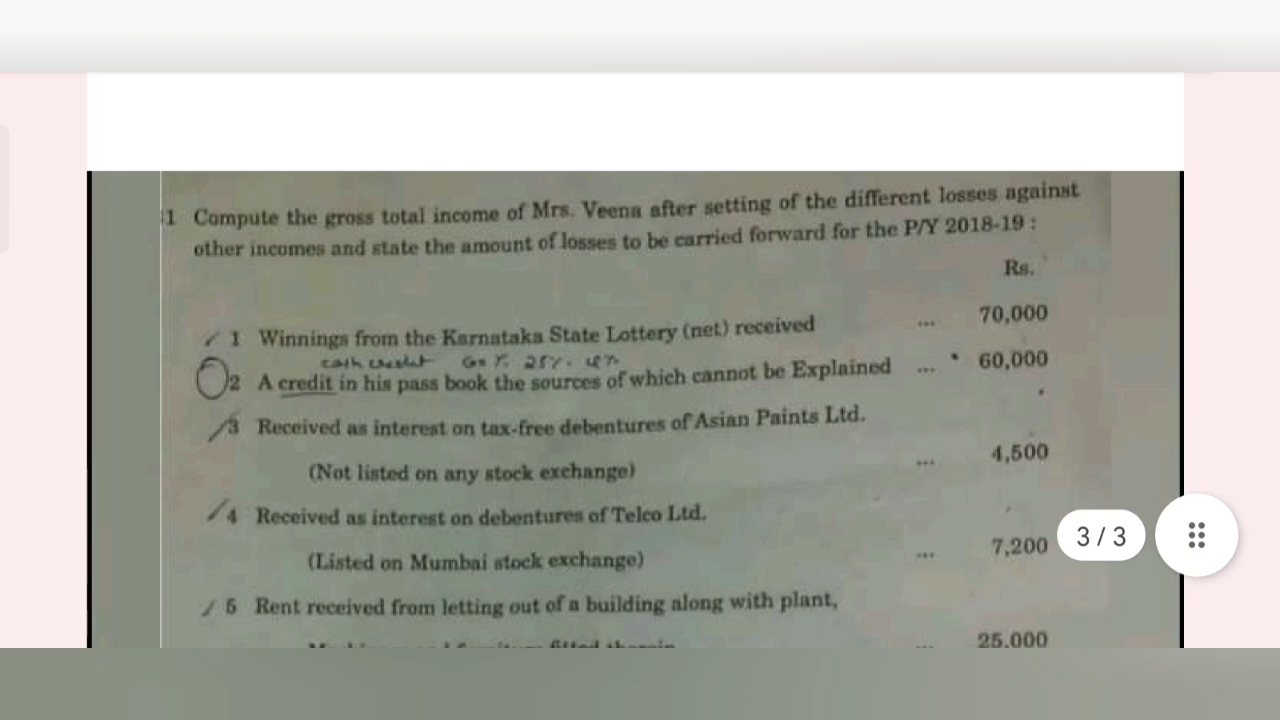 1 Compute the gross total income of Mrs. Veena after setting of the different losses against
other incomes and state the amount of losses to be carried forward for the P/Y 2018-19 :
Rs.
1 Winnings from the Karnataka State Lottery (net) received ... 70,000
cash credit
2 A credit in his pass book the sources of which cannot be Explained ... 60,000
3 Received as interest on tax-free debentures of Asian Paints Ltd.
(Not listed on any stock exchange) ... 4,500
4 Received as interest on debentures of Telco Ltd.
(Listed on Mumbai stock exchange) ... 7,200
3 / 3
5 Rent received from letting out of a building along with plant,
25,000